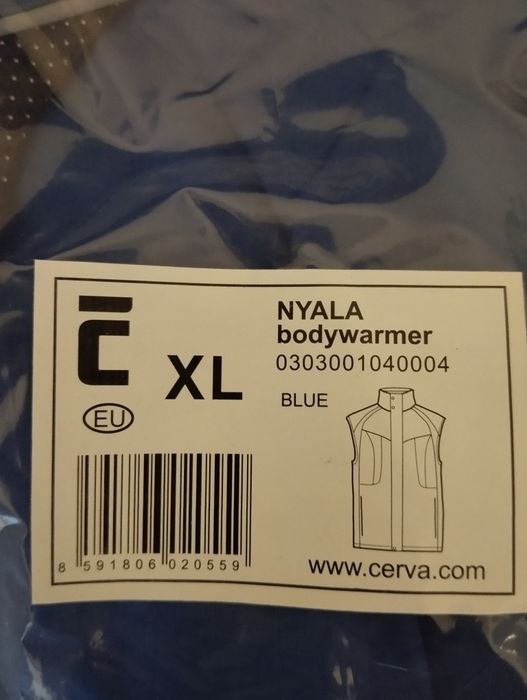 NYALA
bodywarmer
0303001040004
XL
BLUE
EU
8 591806 020559
www.cerva.com